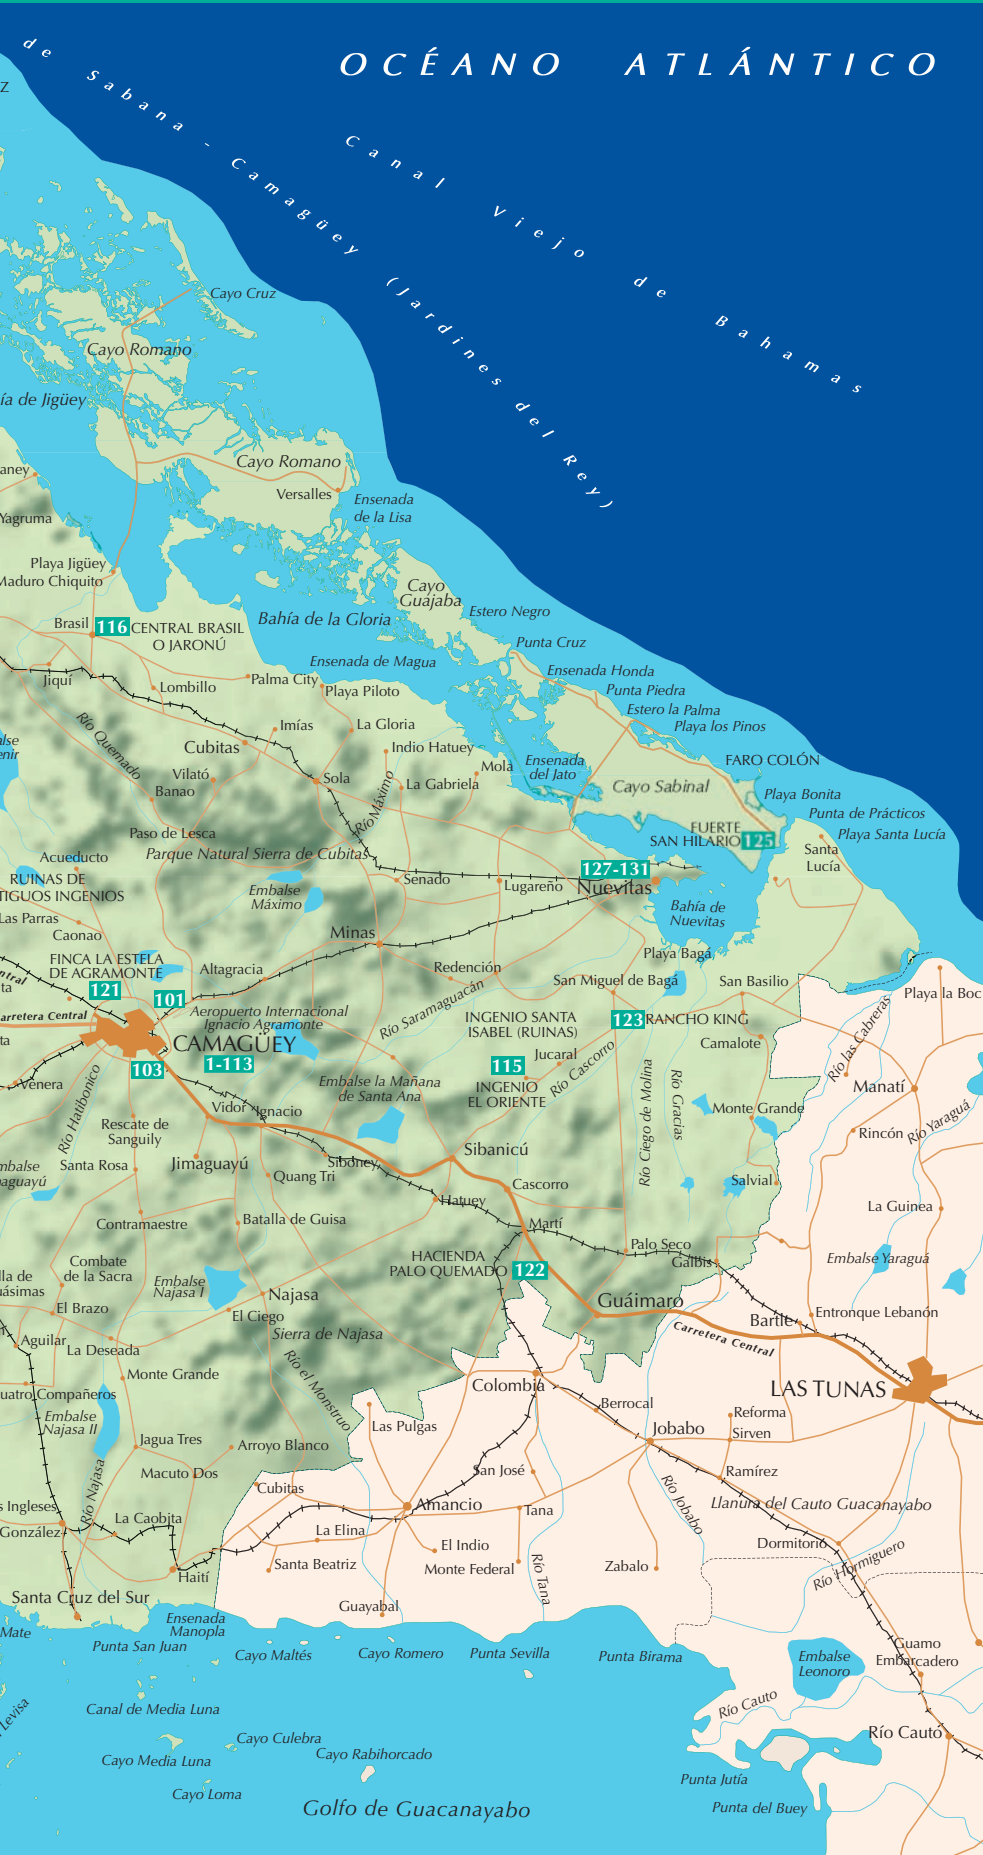 OCÉANO ATLÁNTICO
de Sabana - Camagüey (Jardines del Rey)
Canal Viejo de Bahamas
Z
Cayo Cruz
Cayo Romano
ía de Jigüey
Cayo Romano
aney
Versalles
Ensenada
de la Lisa
Yagruma
Playa Jigüey
Maduro Chiquito
Cayo
Guajaba
Estero Negro
Brasil
116
CENTRAL BRASIL
O JARONÚ
Bahía de la Gloria
Punta Cruz
Ensenada de Magua
Ensenada Honda
Jiquí
Lombillo
Palma City
Playa Piloto
Punta Piedra
Estero la Palma
Playa los Pinos
Río Quemado
Imías
La Gloria
Cubitas
Indio Hatuey
alse
enir
Mola
Ensenada
del Jato
FARO COLÓN
Vilató
Banao
Sola
La Gabriela
Cayo Sabinal
Playa Bonita
Río Máximo
Punta de Prácticos
Paso de Lesca
FUERTE
SAN HILARIO
125
Playa Santa Lucía
Parque Natural Sierra de Cubitas
Santa
Lucía
Acueducto
RUINAS DE
TIGUOS INGENIOS
127-131
Senado
Lugareño
Nuevitas
Embalse
Máximo
Bahía de
Nuevitas
Las Parras
Caonao
Minas
Playa Bagá
FINCA LA ESTELA
DE AGRAMONTE
Altagracia
Redención
San Miguel de Bagá
San Basilio
Playa la Boc
ntral
ta
121
101
Aeropuerto Internacional
Ignacio Agramonte
Río Saramaguacán
INGENIO SANTA
ISABEL (RUINAS)
123
RANCHO KING
Río las Cabreras
arretera Central
CAMAGÜEY
Camalote
ta
103
1-113
115
Jucaral
Río Cascorro
Venera
Embalse la Mañana
de Santa Ana
INGENIO
EL ORIENTE
Manatí
Río Hatibonico
Vidor
Ignacio
Río Ciego de Molina
Río Gracias
Monte Grande
Rescate de
Sanguily
Rincón
Río Yaraguá
Sibanicú
Jimaguayú
Siboney
mbalse
aguayú
Santa Rosa
Quang Tri
Cascorro
Salvial
Hatuey
La Guinea
Contramaestre
Batalla de Guisa
Martí
Palo Seco
Galbis
Embalse Yaraguá
HACIENDA
PALO QUEMADO
122
Combate
de la Sacra
lla de
uásimas
Embalse
Najasa I
Najasa
Guáimaro
El Brazo
El Ciego
Bartle
Entronque Lebanón
Sierra de Najasa
Carretera Central
Aguilar
La Deseada
Río el Monstruo
Monte Grande
Colombia
LAS TUNAS
uatro Compañeros
Berrocal
Embalse
Najasa II
Las Pulgas
Reforma
Jobabo
Sirven
Jagua Tres
Arroyo Blanco
Macuto Dos
San José
Ramírez
Río Najasa
Cubitas
Río Jobabo
s Ingleses
Amancio
Tana
Llanura del Cauto Guacanayabo
González
La Caobita
La Elina
El Indio
Dormitorio
Haití
Santa Beatriz
Monte Federal
Río Tana
Zabalo
Río Hormiguero
Santa Cruz del Sur
Guayabal
Mate
Ensenada
Manopla
Punta San Juan
Cayo Maltés
Cayo Romero
Punta Sevilla
Punta Birama
Embalse
Leonoro
Guamo
Embarcadero
Levisa
Canal de Media Luna
Río Cauto
Cayo Culebra
Río Cauto
Cayo Media Luna
Cayo Rabihorcado
Cayo Loma
Punta Jutía
Golfo de Guacanayabo
Punta del Buey